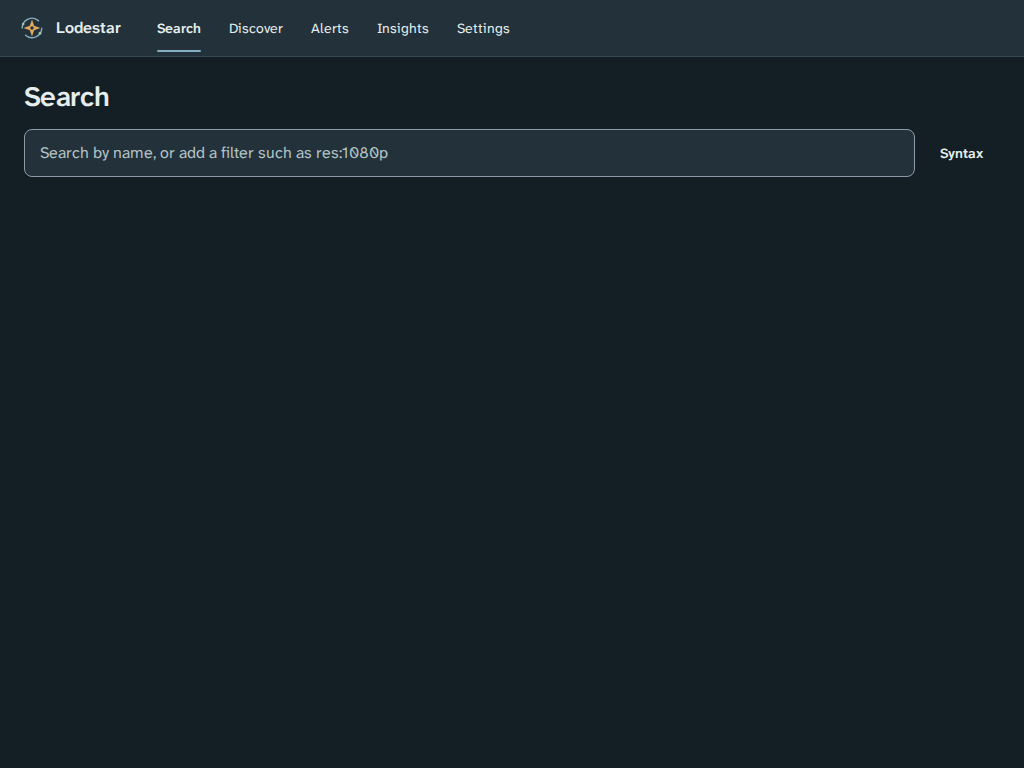 Lodestar Search Discover Alerts Insights Settings
Search
Search by name, or add a filter such as res:1080p Syntax